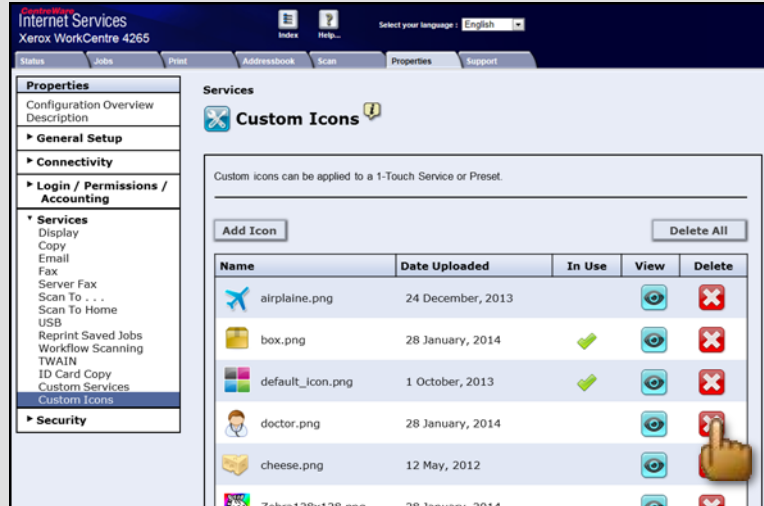 CentreWare
Internet Services
Xerox WorkCentre 4265
Index
Help...
Select your language : English
Status Jobs Print Addressbook Scan Properties Support
Properties
Configuration Overview
Description
General Setup
Connectivity
Login / Permissions /
Accounting
Services
Display
Copy
Email
Fax
Server Fax
Scan To . . .
Scan To Home
USB
Reprint Saved Jobs
Workflow Scanning
TWAIN
ID Card Copy
Custom Services
Custom Icons
Security
Services
Custom Icons
Custom icons can be applied to a 1-Touch Service or Preset.
Add Icon Delete All
Name Date Uploaded In Use View Delete
airplaine.png 24 December, 2013
box.png 28 January, 2014
default_icon.png 1 October, 2013
doctor.png 28 January, 2014
cheese.png 12 May, 2012
Zebra128x128.png 28 January, 2014